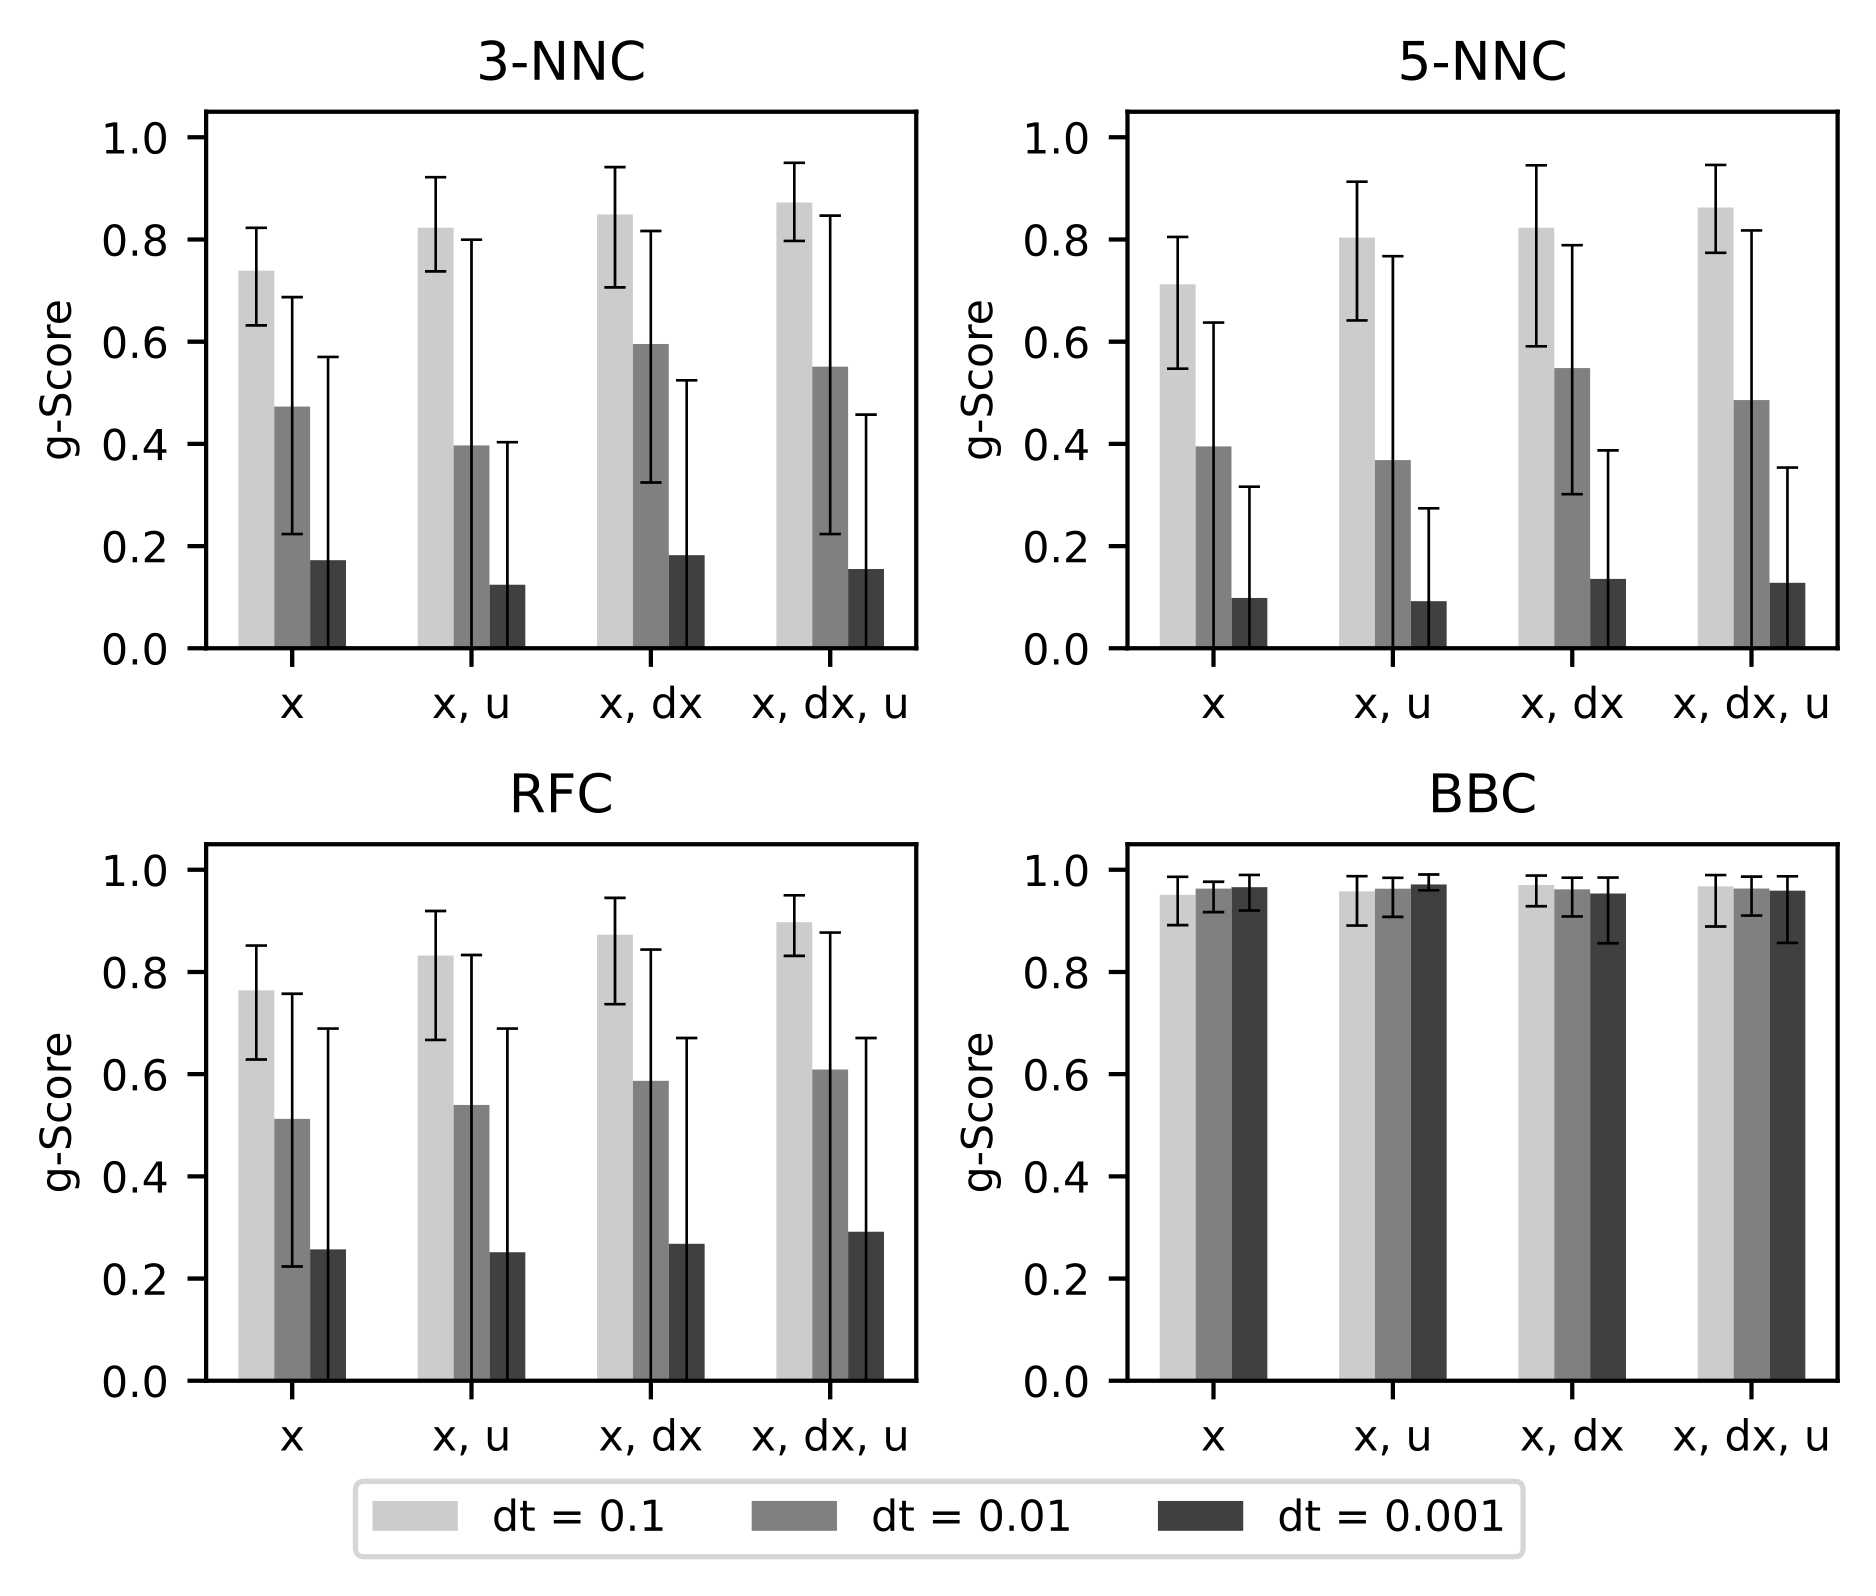 3-NNC
g-Score
1.0
0.8
0.6
0.4
0.2
0.0
x
x, u
x, dx
x, dx, u
5-NNC
g-Score
1.0
0.8
0.6
0.4
0.2
0.0
x
x, u
x, dx
x, dx, u
RFC
g-Score
1.0
0.8
0.6
0.4
0.2
0.0
x
x, u
x, dx
x, dx, u
BBC
g-Score
1.0
0.8
0.6
0.4
0.2
0.0
x
x, u
x, dx
x, dx, u
dt = 0.1
dt = 0.01
dt = 0.001